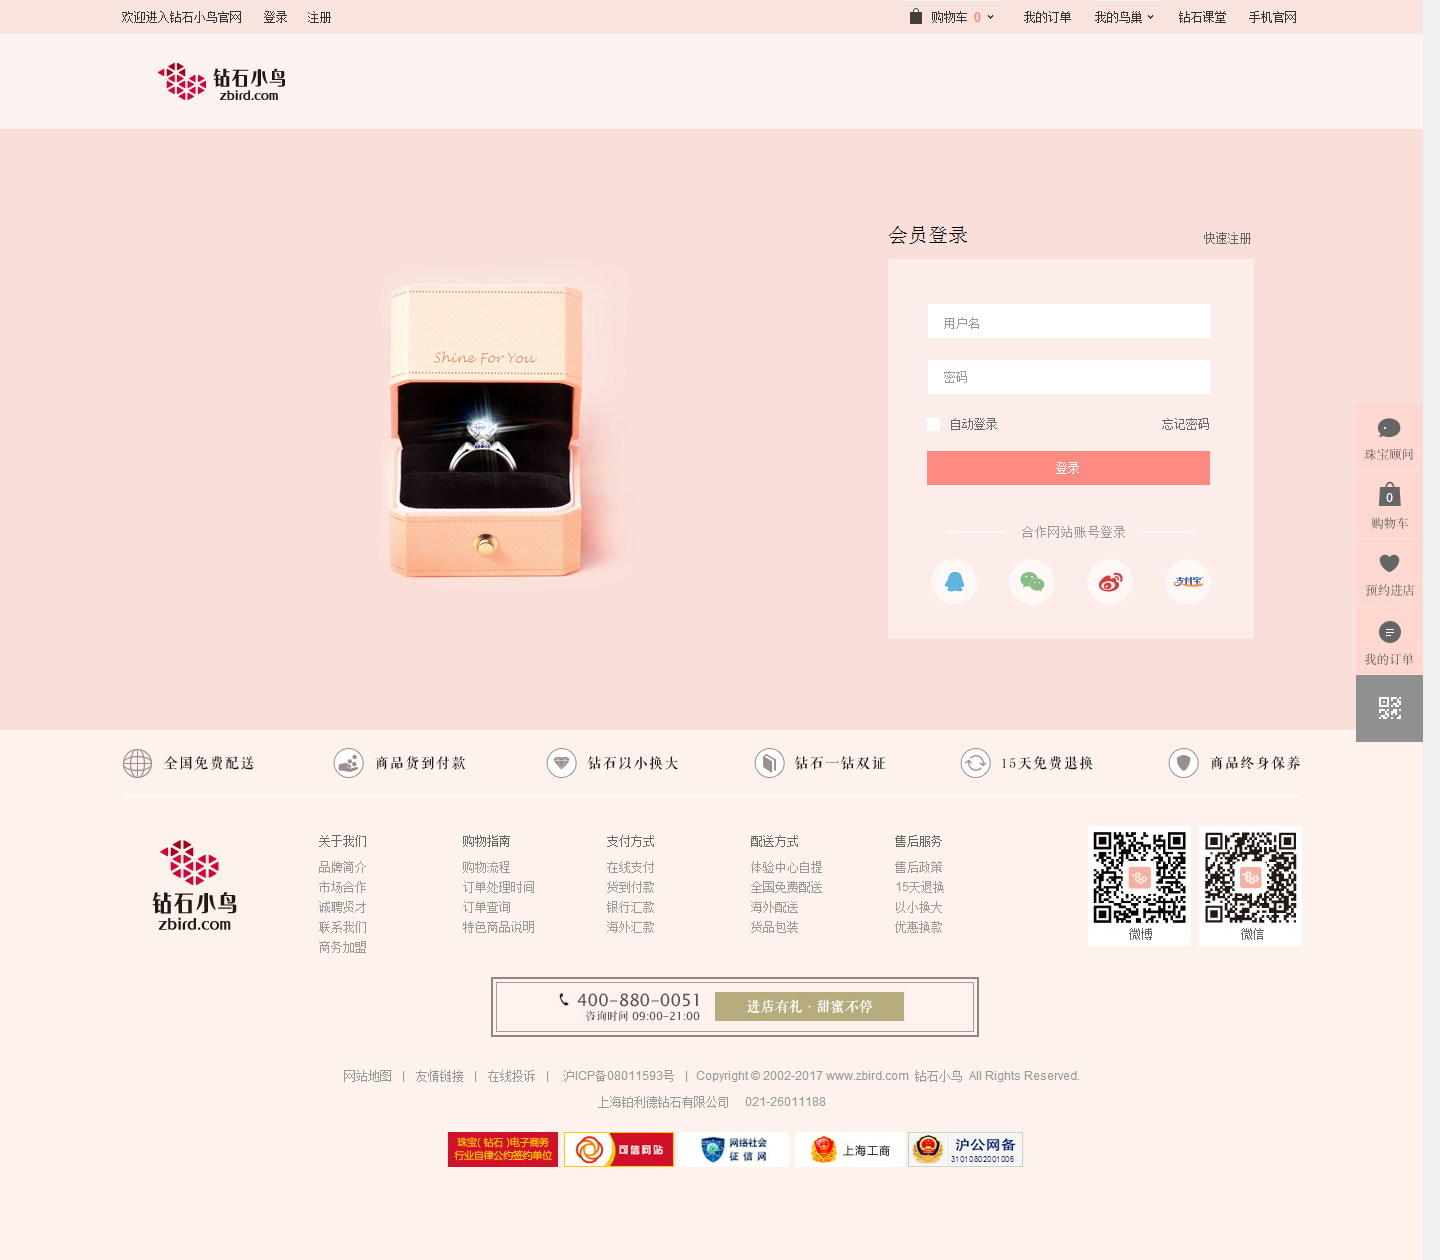 欢迎进入钻石小鸟官网 登录 注册 购物车 0 我的订单 我的鸟巢 钻石课堂 手机官网
钻石小鸟
zbird.com
会员登录 快速注册
Shine For You
用户名
密码
自动登录 忘记密码
登录
合作网站账号登录
支付宝
珠宝顾问
0
购物车
预约进店
我的订单
全国免费配送 商品货到付款 钻石以小换大 钻石一钻双证 15天免费退换 商品终身保养
钻石小鸟
zbird.com
关于我们
品牌简介
市场合作
诚聘贤才
联系我们
商务加盟
购物指南
购物流程
订单处理时间
订单查询
特色商品说明
支付方式
在线支付
货到付款
银行汇款
海外汇款
配送方式
体验中心自提
全国免费配送
海外配送
货品包装
售后服务
售后政策
15天退换
以小换大
优惠换款
微博 微信
400-880-0051
咨询时间 09:00-21:00
进店有礼·甜蜜不停
网站地图 | 友情链接 | 在线投诉 | 沪ICP备08011593号 | Copyright © 2002-2017 www.zbird.com 钻石小鸟 All Rights Reserved.
上海铂利德钻石有限公司 021-26011188
珠宝(钻石)电子商务
行业自律公约签约单位
可信网站
网络社会
征信网
上海工商
沪公网备
31010802001006